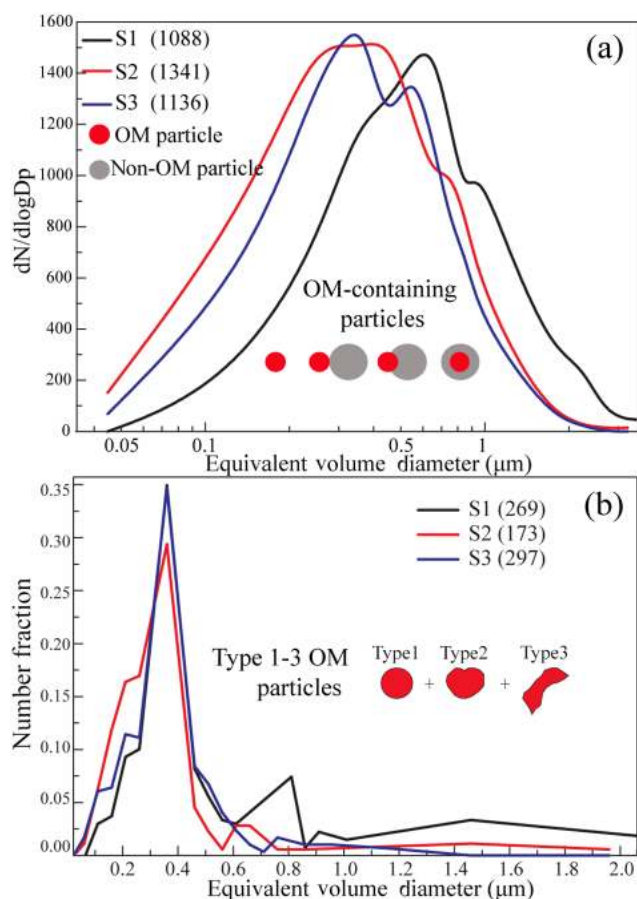 1600
1400
1200
1000
800
600
400
200
0
dN/dlogDp
S1 (1088)
S2 (1341)
S3 (1136)
OM particle
Non-OM particle
(a)
OM-containing
particles
0.05 0.1 0.5 1
Equivalent volume diameter (μm)
0.35
0.30
0.25
0.20
0.15
0.10
0.05
0.00
Number fraction
(b)
S1 (269)
S2 (173)
S3 (297)
Type 1-3 OM
particles
Type1 Type2 Type3
+ +
0.2 0.4 0.6 0.8 1.0 1.2 1.4 1.6 1.8 2.0
Equivalent volume diameter (μm)